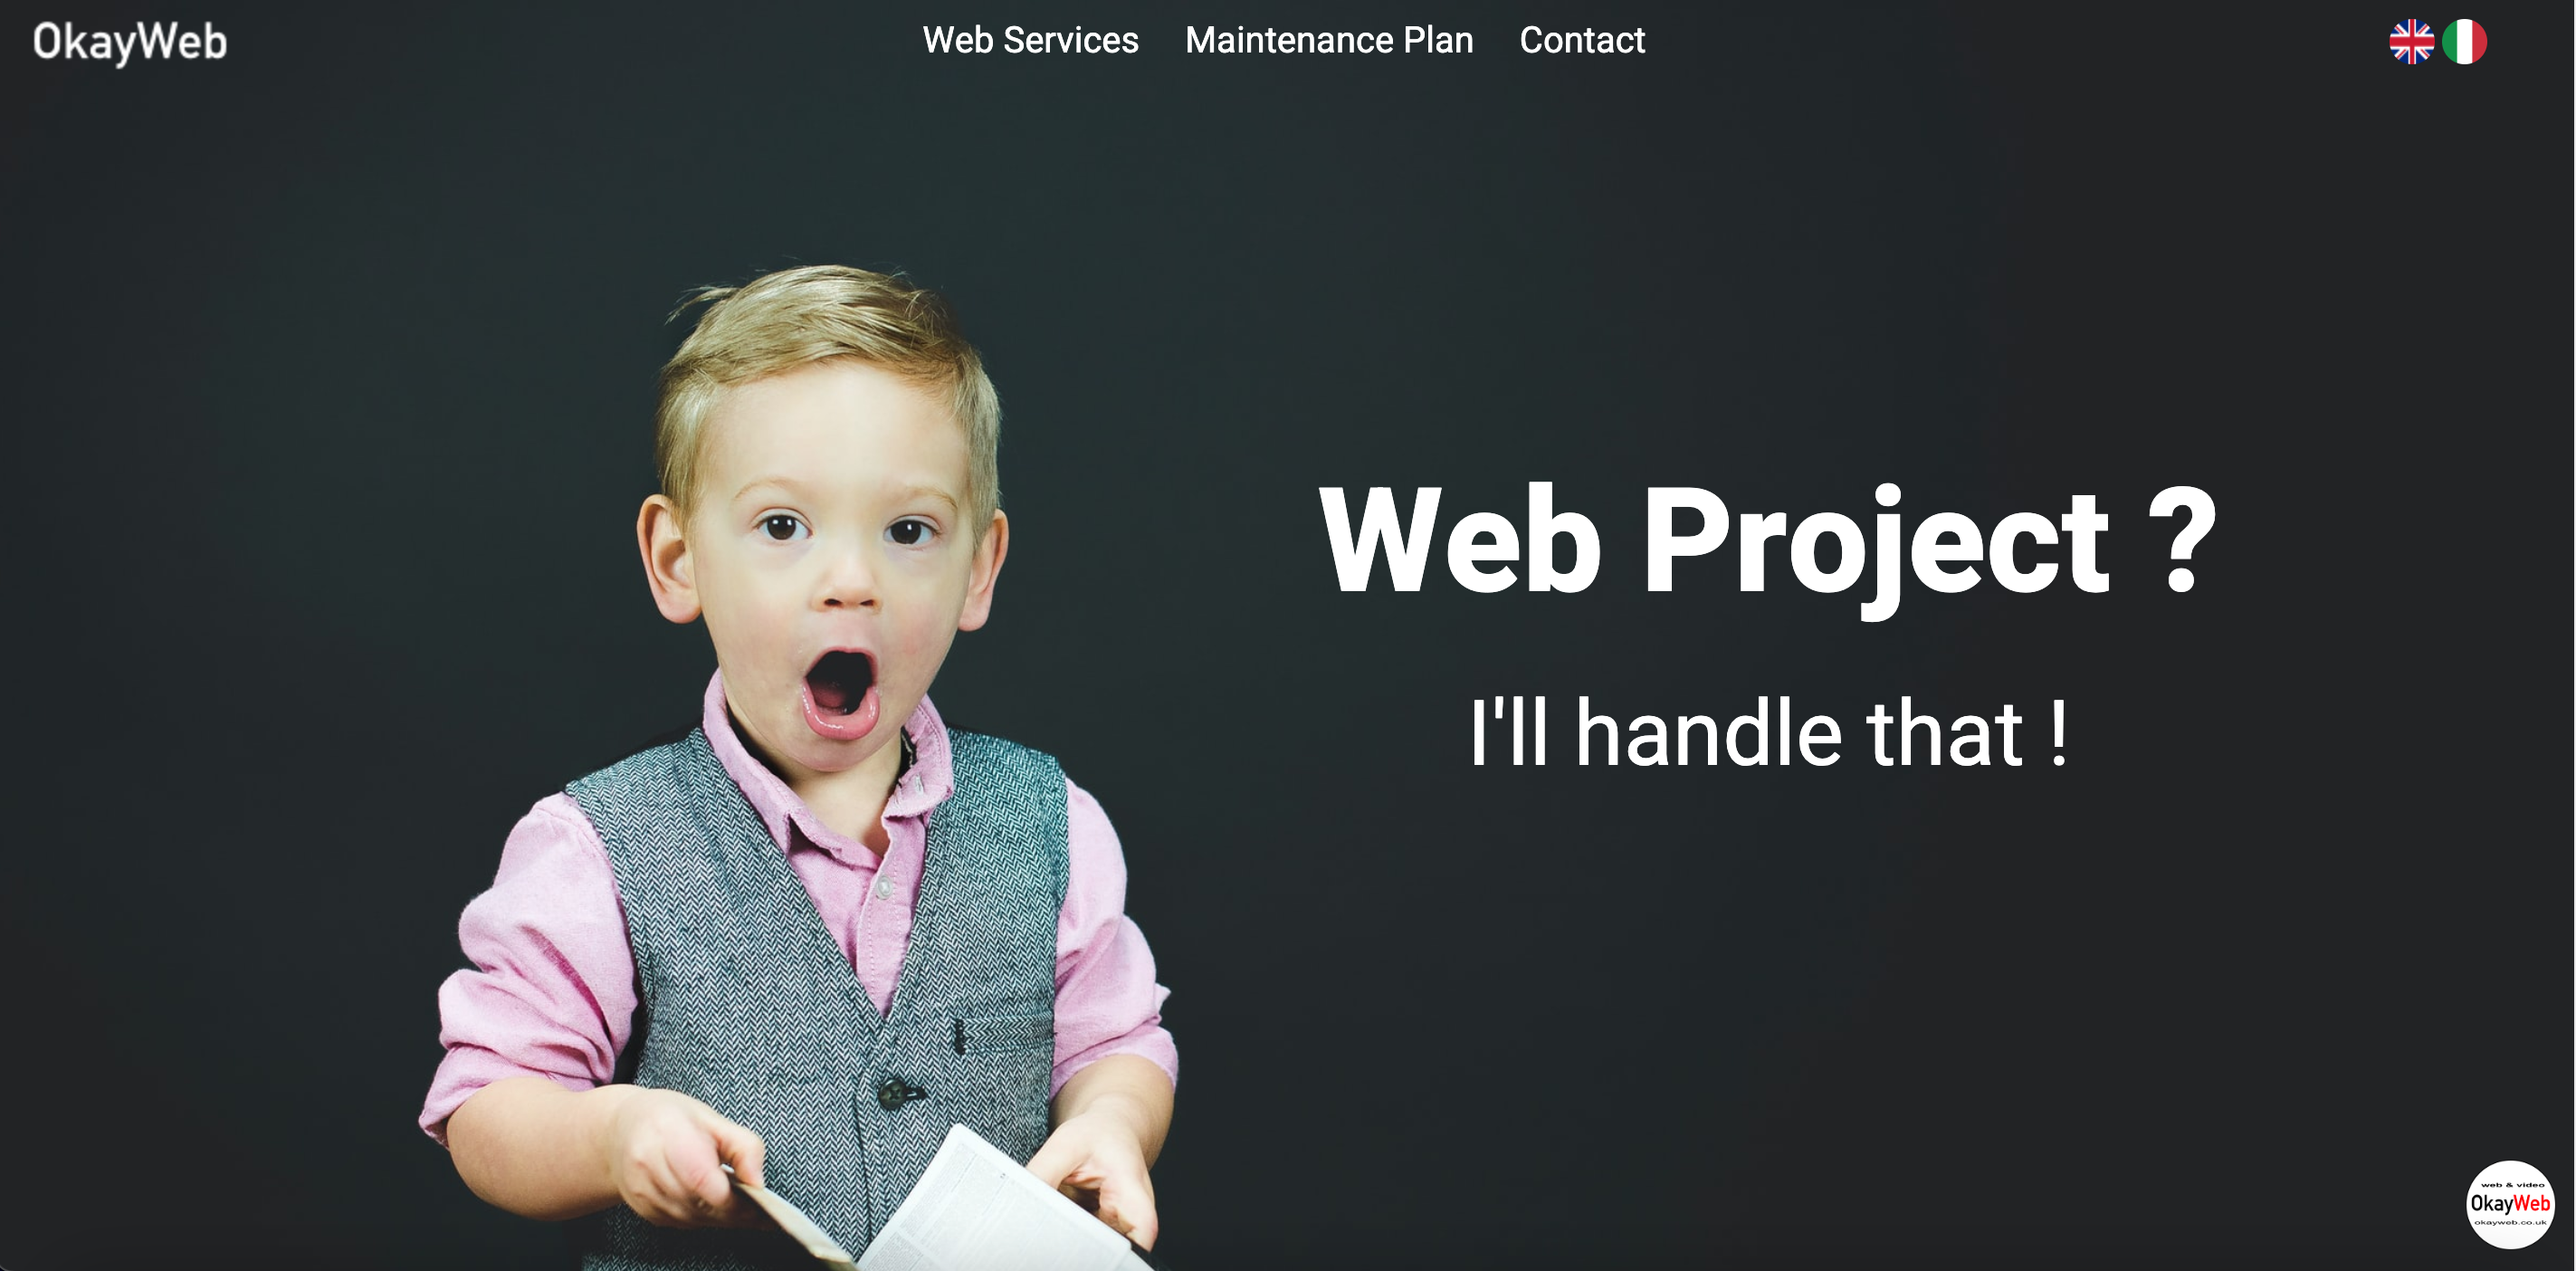 OkayWeb
Web Services
Maintenance Plan
Contact
Web Project ?
I'll handle that !
web & video
OkayWeb
okayweb.co.uk